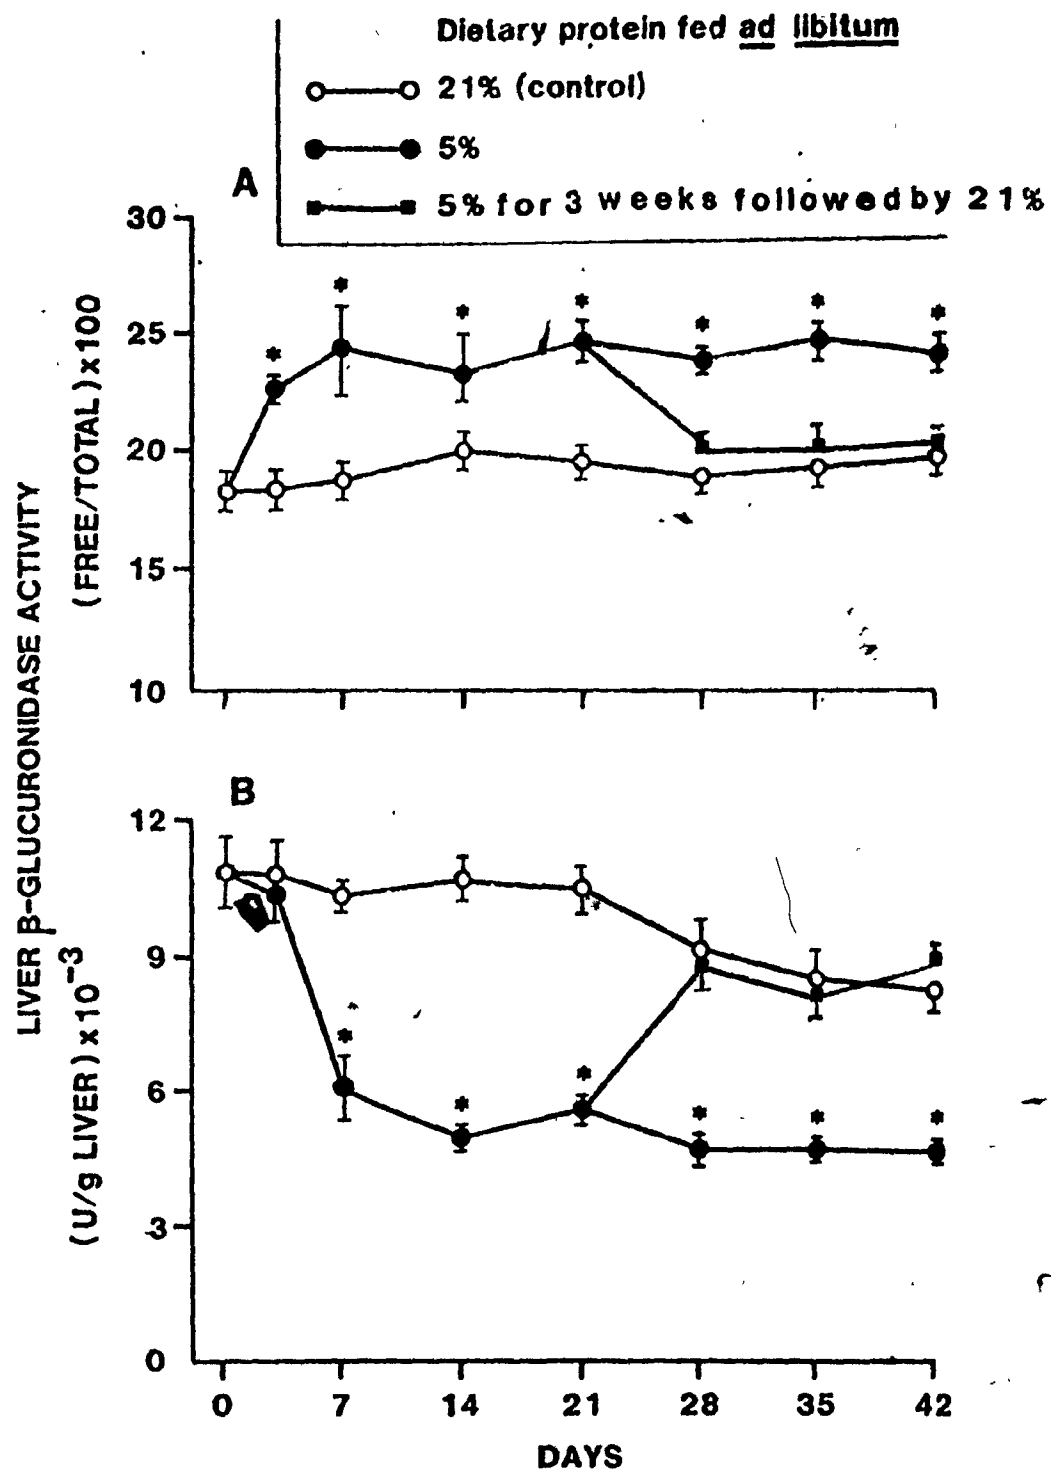 Dietary protein fed ad libitum
21% (control)
5%
5% for 3 weeks followed by 21%
A
30
25
20
15
10
(FREE/TOTAL)x100
*
*
*
*
*
*
*
LIVER β-GLUCURONIDASE ACTIVITY
B
12
9
6
3
0
(U/g LIVER)x10⁻³
*
*
*
*
*
*
0 7 14 21 28 35 42
DAYS